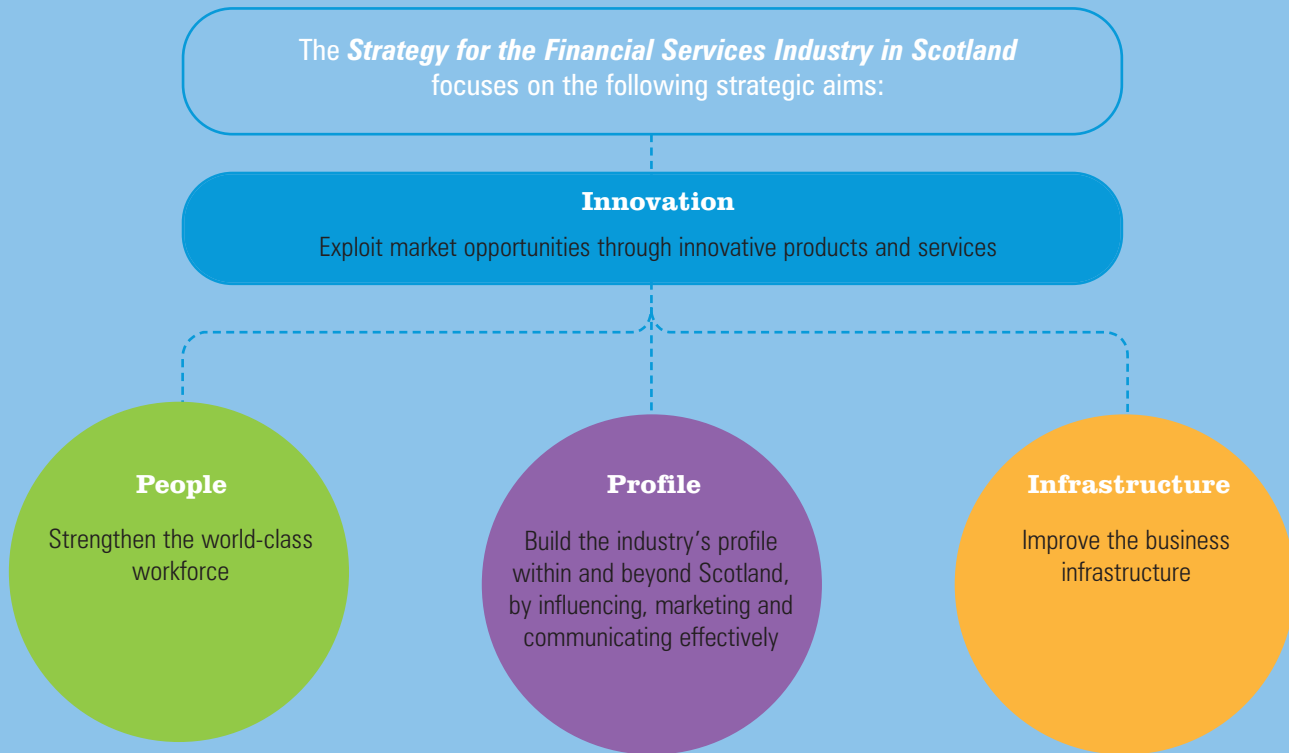 The Strategy for the Financial Services Industry in Scotland
focuses on the following strategic aims:
Innovation
Exploit market opportunities through innovative products and services
People
Strengthen the world-class
workforce
Profile
Build the industry’s profile
within and beyond Scotland,
by influencing, marketing and
communicating effectively
Infrastructure
Improve the business
infrastructure